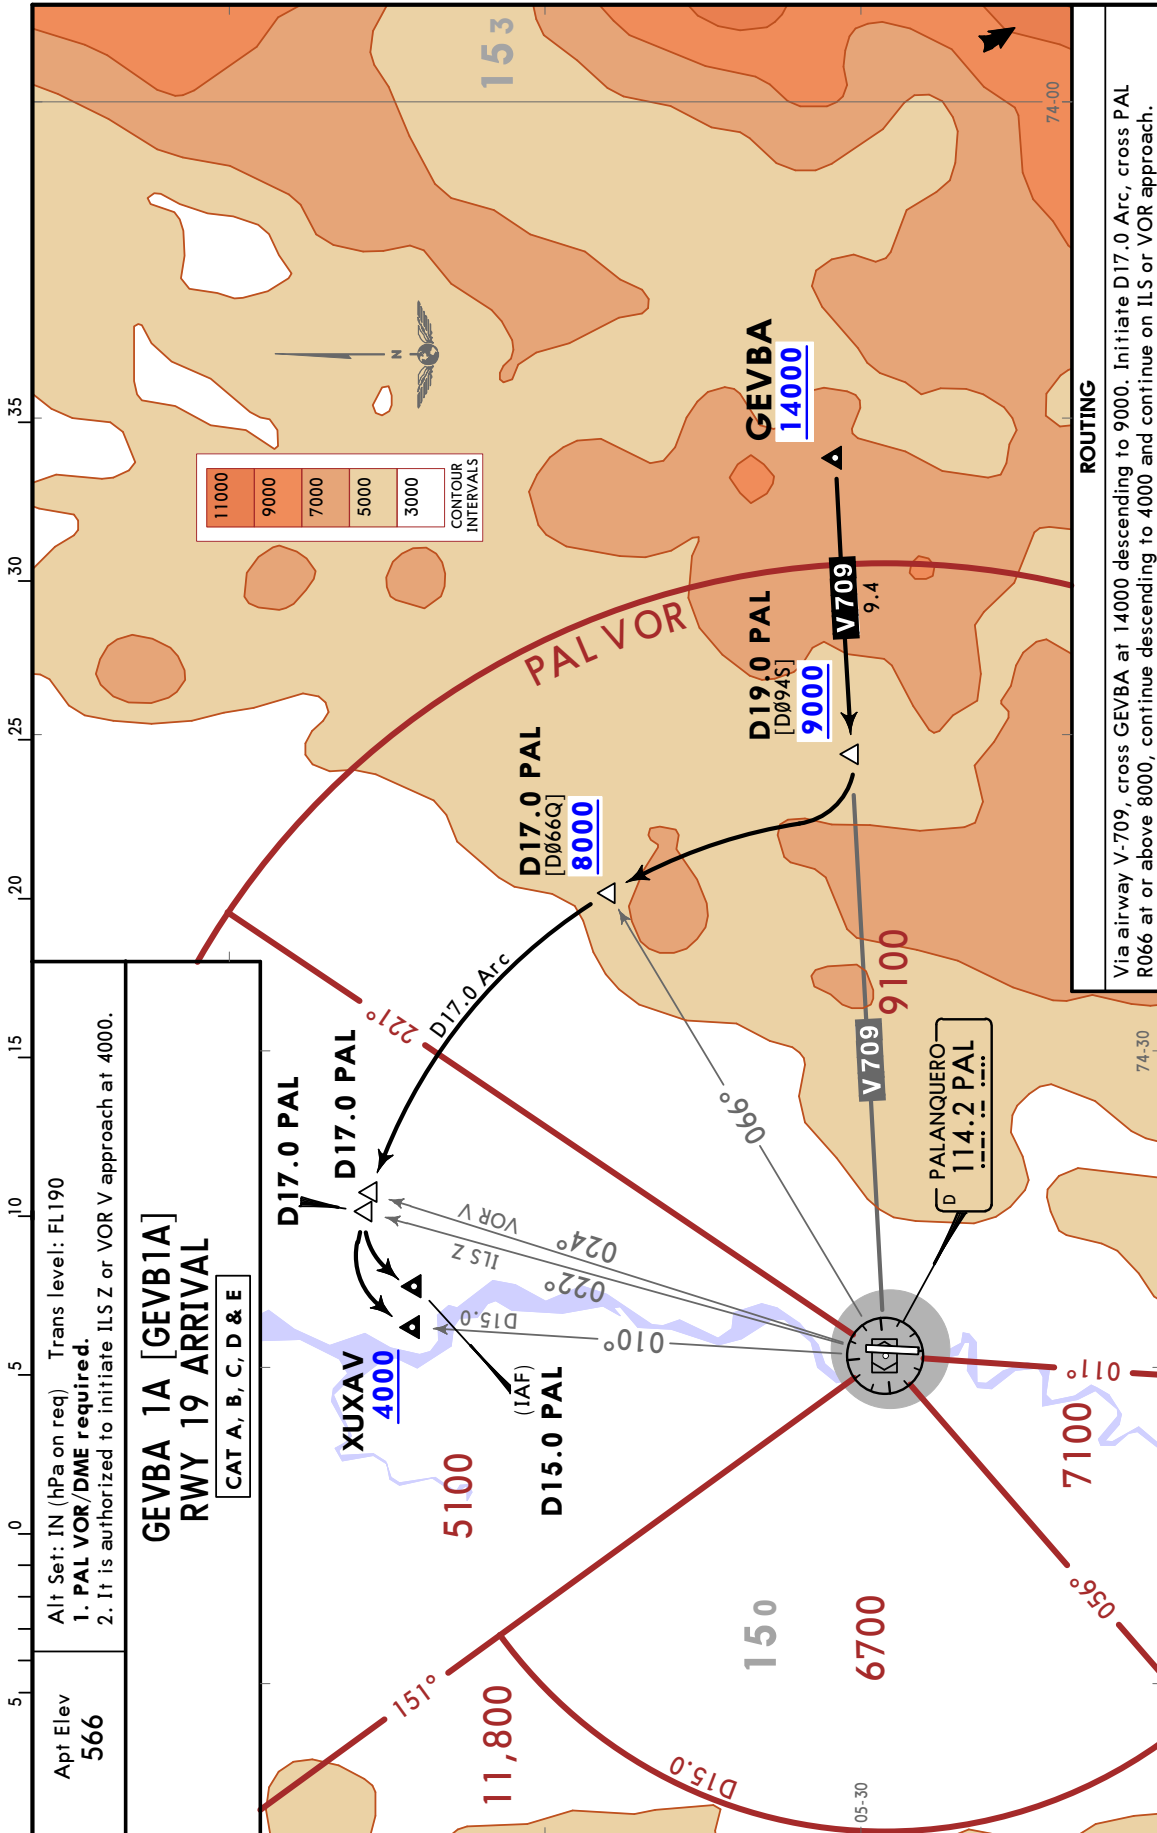 Apt Elev
566
Alt Set: IN (hPa on req) Trans level: FL190
1. PAL VOR/DME required.
2. It is authorized to initiate ILS Z or VOR V approach at 4000.
GEVBA 1A [GEVB1A]
RWY 19 ARRIVAL
CAT A, B, C, D & E
5
0
5
10
15
20
25
30
35
11000
9000
7000
5000
3000
CONTOUR
INTERVALS
N
153
74-00
PAL VOR
221°
D17.0 Arc
D17.0 PAL
D17.0 PAL
D17.0 PAL
[DØ66Q]
8000
D19.0 PAL
[DØ94S]
9000
GEVBA
14000
V709
9.4
V709
9100
066°
VOR V
024°
ILS Z
022°
D15.0
010°
XUXAV
4000
(IAF)
D15.0 PAL
5100
PALANQUERO
D
114.2 PAL
74-30
011°
7100
056°
150
6700
151°
11,800
D15.0
05-30
ROUTING
Via airway V-709, cross GEVBA at 14000 descending to 9000. Initiate D17.0 Arc, cross PAL
R066 at or above 8000, continue descending to 4000 and continue on ILS or VOR approach.